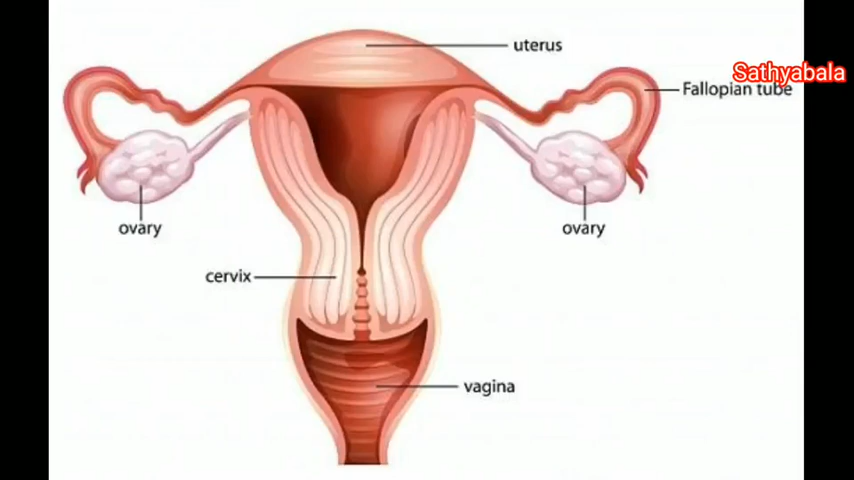 uterus
Sathyabala
Fallopian tube
ovary
ovary
cervix
vagina